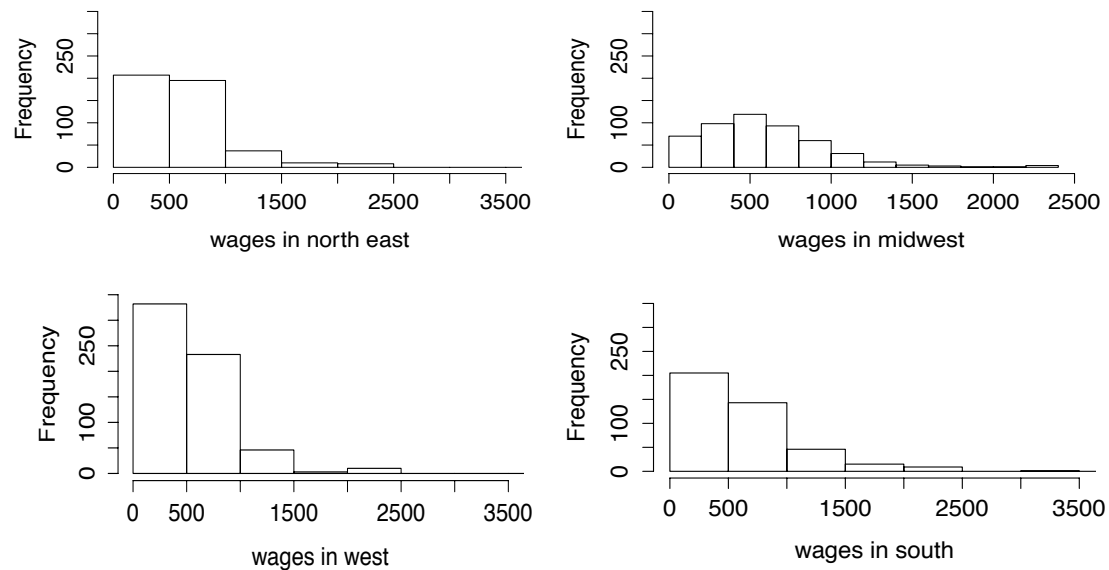 Frequency
0 100 250
0 500 1500 2500 3500
wages in north east
Frequency
0 100 250
0 500 1000 1500 2000 2500
wages in midwest
Frequency
0 100 250
0 500 1500 2500 3500
wages in west
Frequency
0 100 250
0 500 1500 2500 3500
wages in south